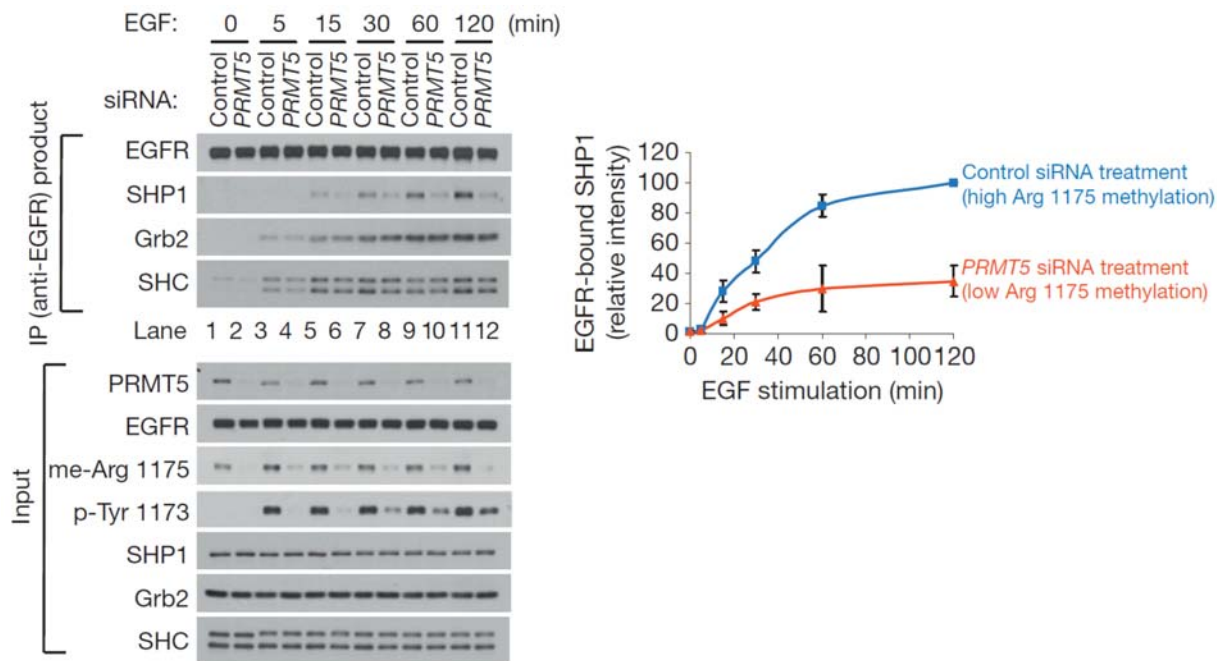 EGF: 0 5 15 30 60 120 (min)
siRNA: Control PRMT5 Control PRMT5 Control PRMT5 Control PRMT5 Control PRMT5 Control PRMT5
IP (anti-EGFR) product
EGFR
SHP1
Grb2
SHC
Lane 1 2 3 4 5 6 7 8 9 10 11 12
Input
PRMT5
EGFR
me-Arg 1175
p-Tyr 1173
SHP1
Grb2
SHC
EGFR-bound SHP1
(relative intensity)
120
100
80
60
40
20
0
0 20 40 60 80 100 120
EGF stimulation (min)
Control siRNA treatment
(high Arg 1175 methylation)
PRMT5 siRNA treatment
(low Arg 1175 methylation)